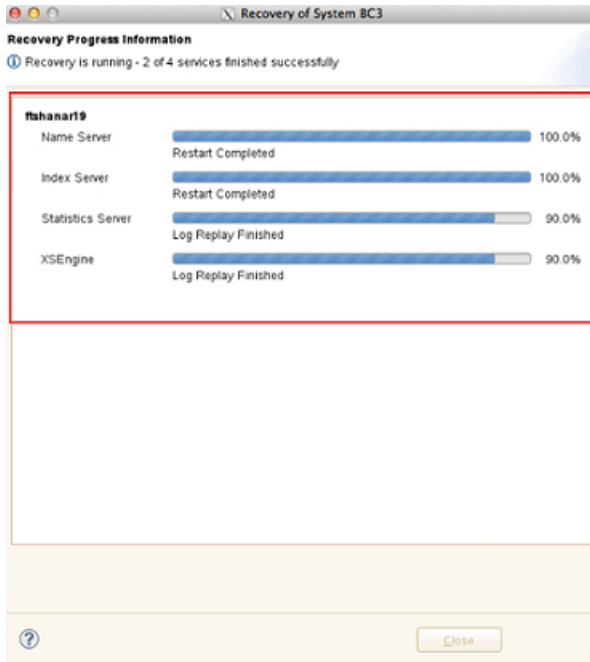 Recovery of System BC3
Recovery Progress Information
Recovery is running - 2 of 4 services finished successfully
ftshanar19
Name Server 100.0%
Restart Completed
Index Server 100.0%
Restart Completed
Statistics Server 90.0%
Log Replay Finished
XSEngine 90.0%
Log Replay Finished
Close